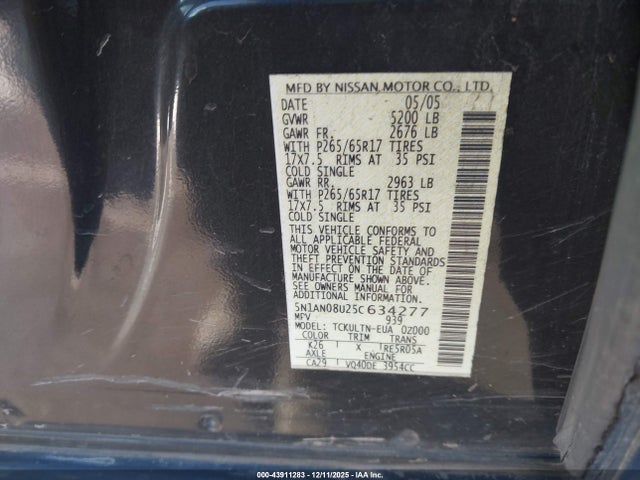 MFD BY NISSAN MOTOR CO., LTD.
DATE 05/05
GVWR 5200 LB
GAWR FR. 2676 LB
WITH P265/65R17 TIRES
17X7.5 RIMS AT 35 PSI
COLD SINGLE
GAWR RR. 2963 LB
WITH P265/65R17 TIRES
17X7.5 RIMS AT 35 PSI
COLD SINGLE
THIS VEHICLE CONFORMS TO
ALL APPLICABLE FEDERAL
MOTOR VEHICLE SAFETY AND
THEFT PREVENTION STANDARDS
IN EFFECT ON THE DATE OF
MANUFACTURE SHOWN ABOVE.
SEE OWNERS MANUAL FOR
ADDITIONAL INFORMATION.
5N1AN08U25C634277
MPV 939
MODEL: TCKULTN-EUA 0Z000
COLOR TRIM TRANS
K26 X RE5R05A
AXLE ENGINE
CA29 VQ40DE 3954CC
000-43911283 - 12/11/2025 - IAA Inc.